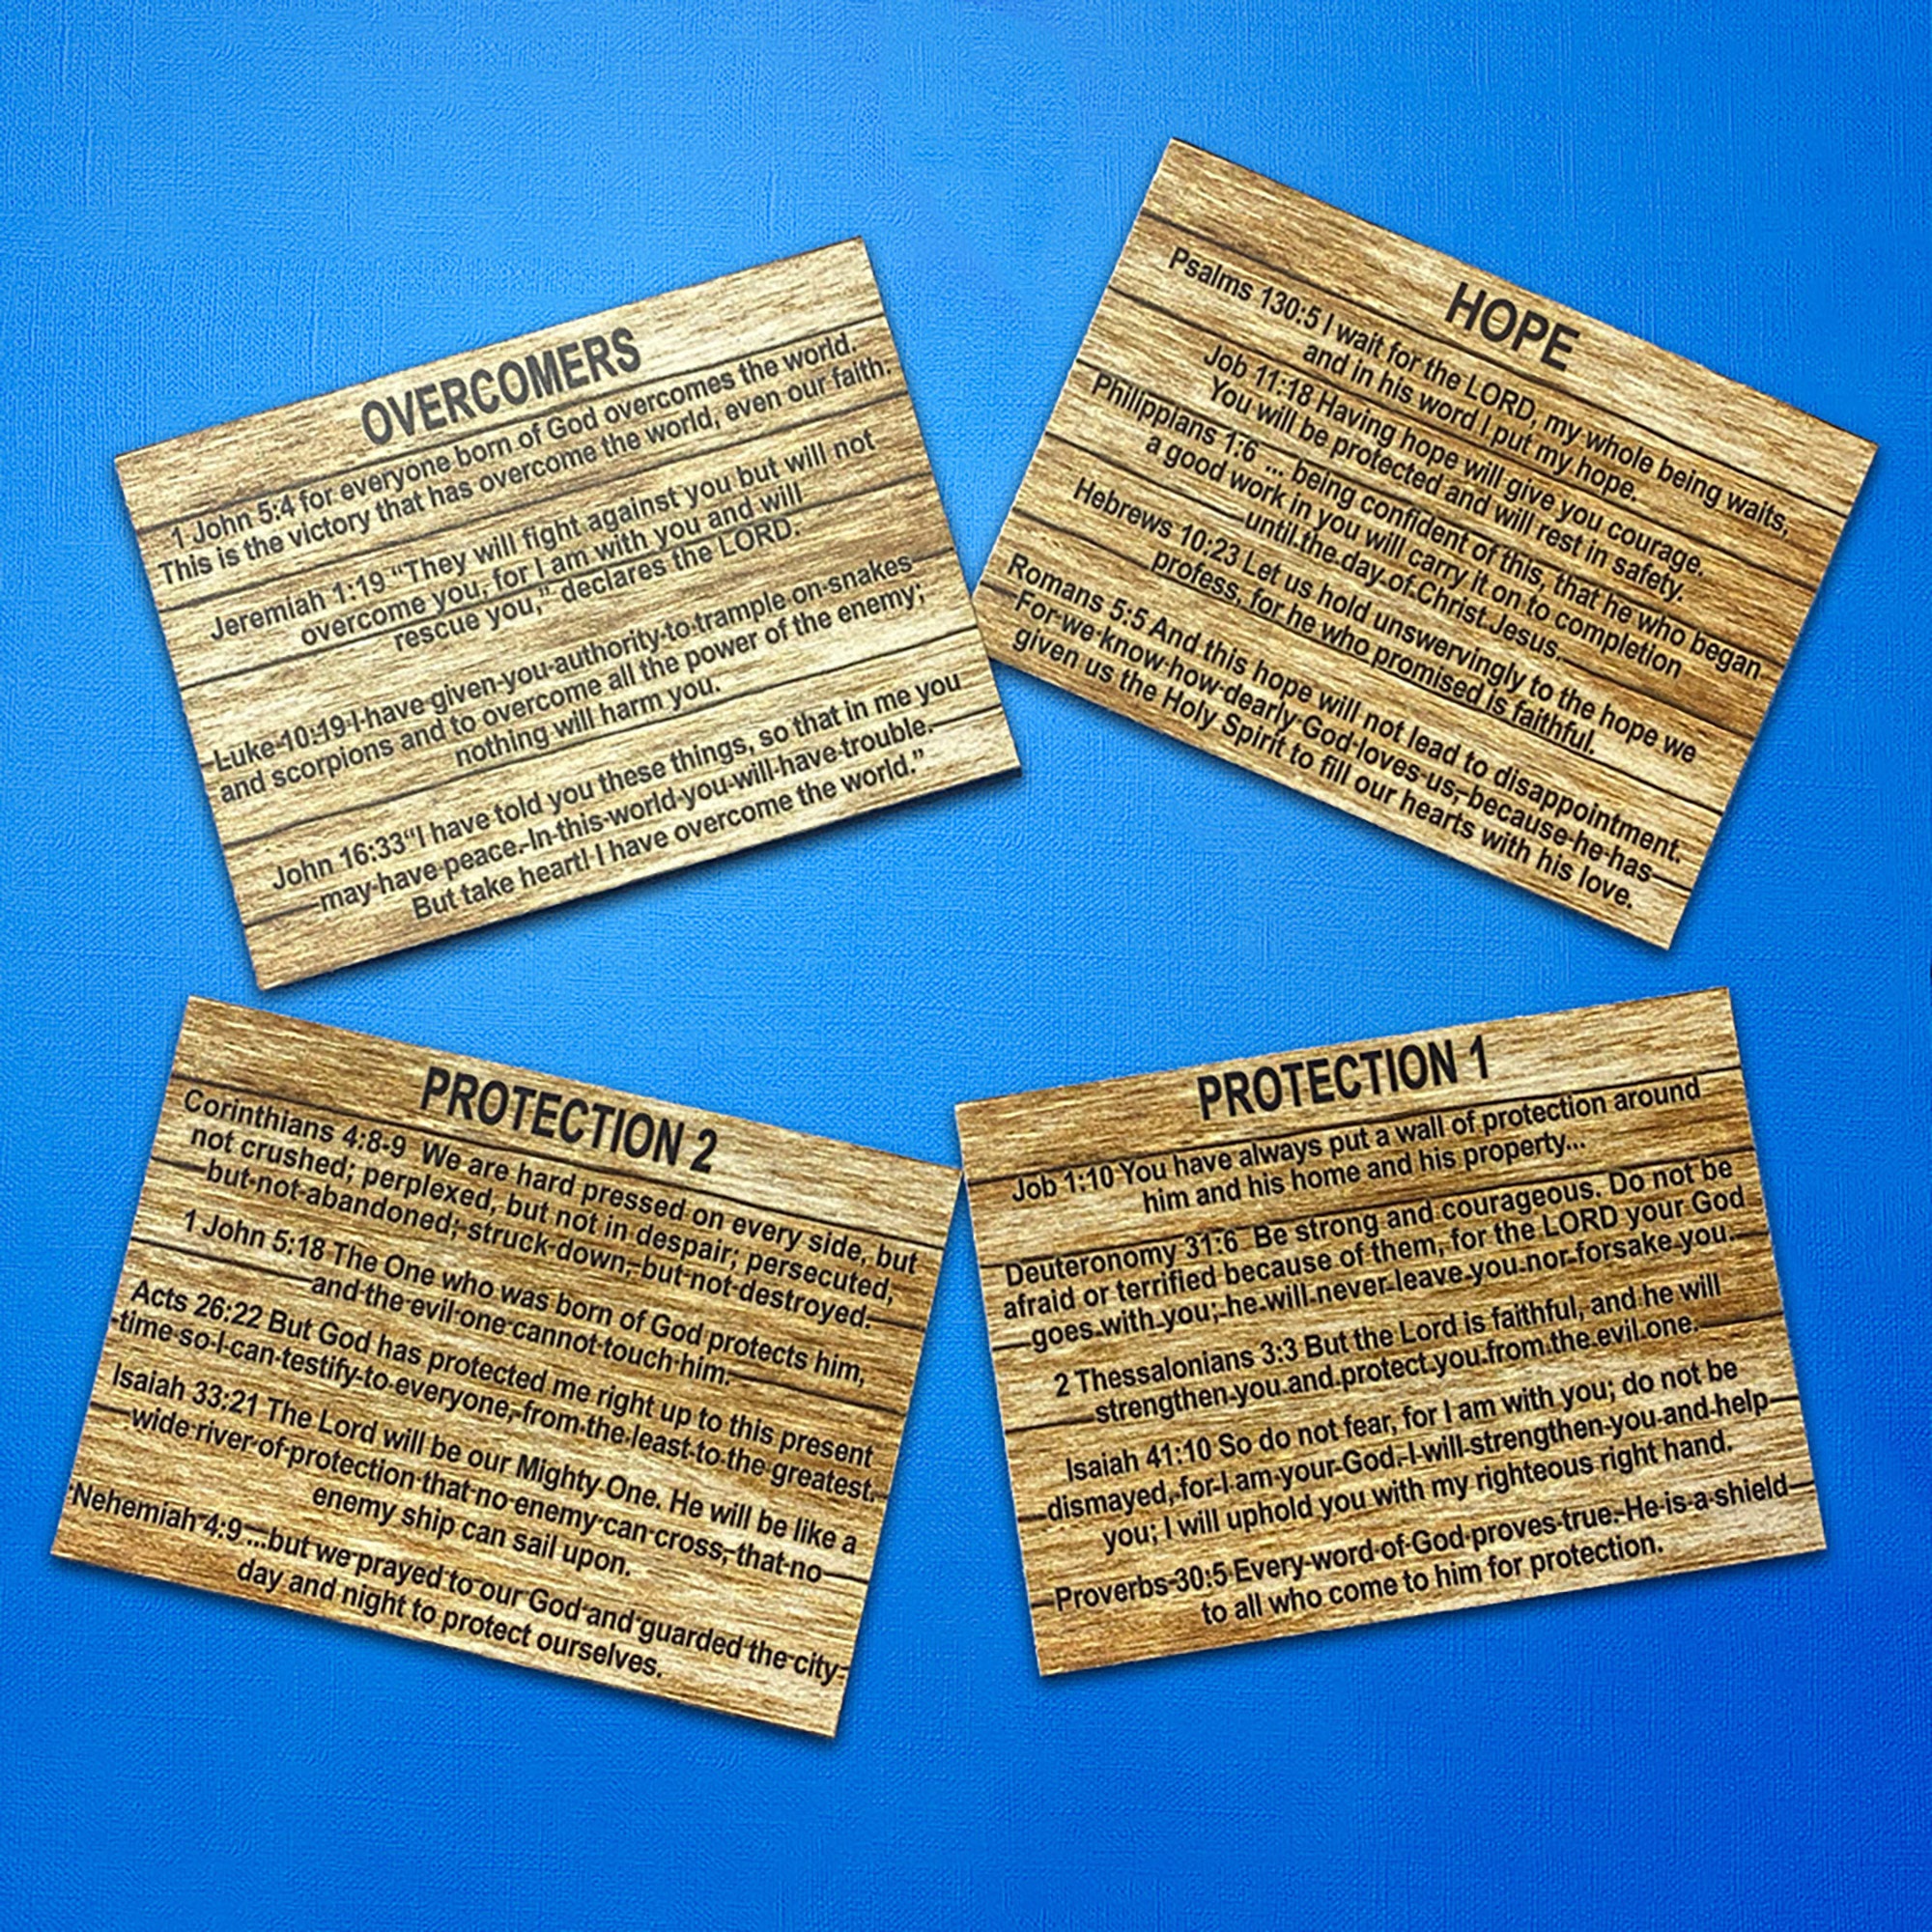 OVERCOMERS
1 John 5:4 for everyone born of God overcomes the world.
This is the victory that has overcome the world, even our faith.
Jeremiah 1:19 “They will fight against you but will not
overcome you, for I am with you and will
rescue you,” declares the LORD.
Luke 10:19 I have given you authority to trample on snakes
and scorpions and to overcome all the power of the enemy;
nothing will harm you.
John 16:33“I have told you these things, so that in me you
may have peace. In this world you will have trouble.
But take heart! I have overcome the world.”
HOPE
Psalms 130:5 I wait for the LORD, my whole being waits,
and in his word I put my hope.
Job 11:18 Having hope will give you courage.
You will be protected and will rest in safety.
Philippians 1:6 ... being confident of this, that he who began
a good work in you will carry it on to completion
until the day of Christ Jesus.
Hebrews 10:23 Let us hold unswervingly to the hope we
profess, for he who promised is faithful.
Romans 5:5 And this hope will not lead to disappointment.
For we know how dearly God loves us, because he has
given us the Holy Spirit to fill our hearts with his love.
PROTECTION 2
Corinthians 4:8-9 We are hard pressed on every side, but
not crushed; perplexed, but not in despair; persecuted,
but not abandoned; struck down, but not destroyed.
1 John 5:18 The One who was born of God protects him,
and the evil one cannot touch him.
Acts 26:22 But God has protected me right up to this present
time so I can testify to everyone, from the least to the greatest.
Isaiah 33:21 The Lord will be our Mighty One. He will be like a
wide river of protection that no enemy can cross, that no
enemy ship can sail upon.
Nehemiah 4:9 ...but we prayed to our God and guarded the city
day and night to protect ourselves.
PROTECTION 1
Job 1:10 You have always put a wall of protection around
him and his home and his property...
Deuteronomy 31:6 Be strong and courageous. Do not be
afraid or terrified because of them, for the LORD your God
goes with you; he will never leave you nor forsake you.
2 Thessalonians 3:3 But the Lord is faithful, and he will
strengthen you and protect you from the evil one.
Isaiah 41:10 So do not fear, for I am with you; do not be
dismayed, for I am your God. I will strengthen you and help
you; I will uphold you with my righteous right hand.
Proverbs 30:5 Every word of God proves true. He is a shield
to all who come to him for protection.